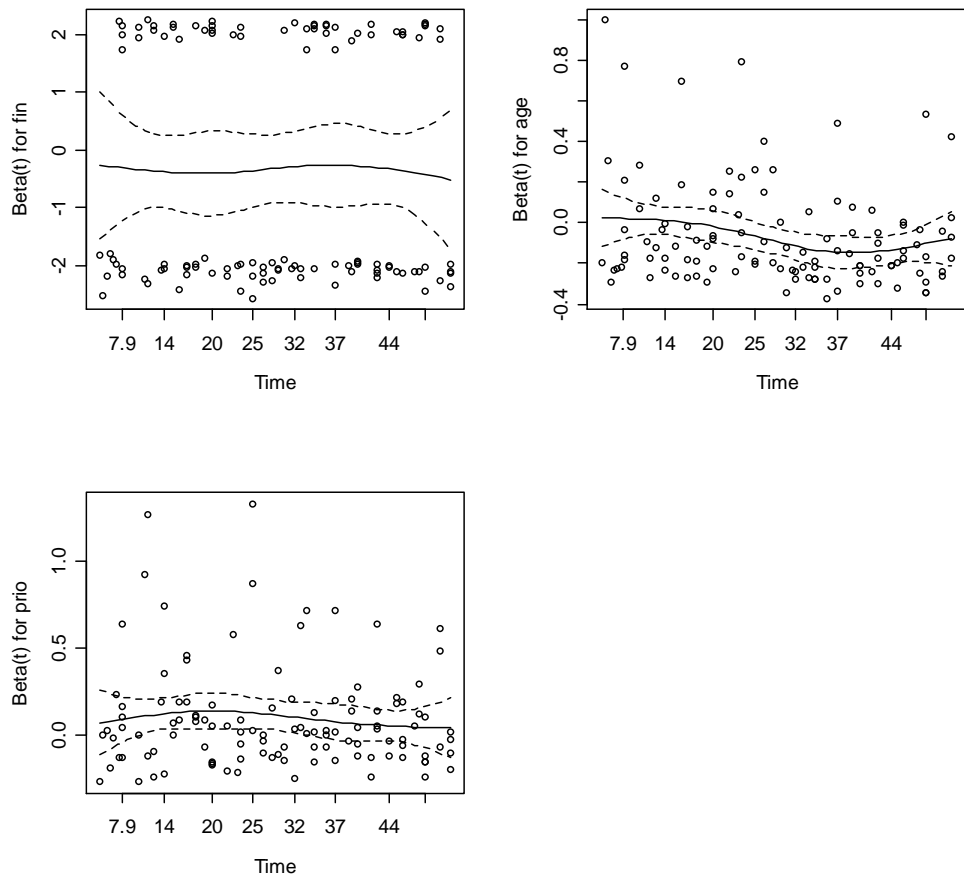 Beta(t) for fin
2
1
0
-1
-2
7.9 14 20 25 32 37 44
Time
Beta(t) for age
0.8
0.4
0.0
-0.4
7.9 14 20 25 32 37 44
Time
Beta(t) for prio
1.0
0.5
0.0
7.9 14 20 25 32 37 44
Time